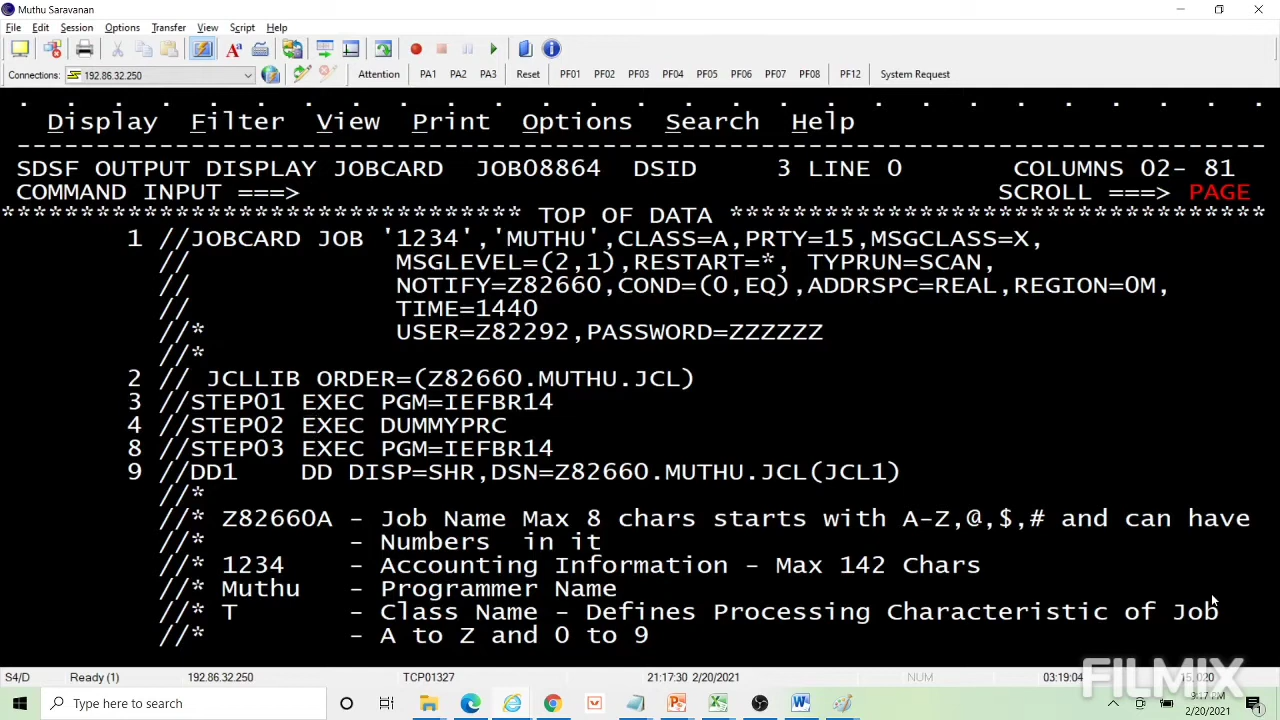 Muthu Saravanan
File Edit Session Options Transfer View Script Help
Connections: 192.86.32.250 Attention PA1 PA2 PA3 Reset PF01 PF02 PF03 PF04 PF05 PF06 PF07 PF08 PF12 System Request
Display Filter View Print Options Search Help
-------------------------------------------------------------------------------
SDSF OUTPUT DISPLAY JOBCARD JOB08864 DSID 3 LINE 0 COLUMNS 02- 81
COMMAND INPUT ===> SCROLL ===> PAGE
********************************* TOP OF DATA **********************************
1 //JOBCARD JOB '1234','MUTHU',CLASS=A,PRTY=15,MSGCLASS=X,
// MSGLEVEL=(2,1),RESTART=*, TYPRUN=SCAN,
// NOTIFY=Z82660,COND=(0,EQ),ADDRSPC=REAL,REGION=0M,
// TIME=1440
//* USER=Z82292,PASSWORD=ZZZZZZ
//*
2 // JCLLIB ORDER=(Z82660.MUTHU.JCL)
3 //STEP01 EXEC PGM=IEFBR14
4 //STEP02 EXEC DUMMYPRC
8 //STEP03 EXEC PGM=IEFBR14
9 //DD1 DD DISP=SHR,DSN=Z82660.MUTHU.JCL(JCL1)
//*
//* Z82660A - Job Name Max 8 chars starts with A-Z,@,$,# and can have
//* - Numbers in it
//* 1234 - Accounting Information - Max 142 Chars
//* Muthu - Programmer Name
//* T - Class Name - Defines Processing Characteristic of Job
//* - A to Z and 0 to 9
S4/D Ready (1) 192.86.32.250 TCP01327 21:17:30 2/20/2021 NUM 03:19:04
FILMIX
Type here to search
2/20/2021